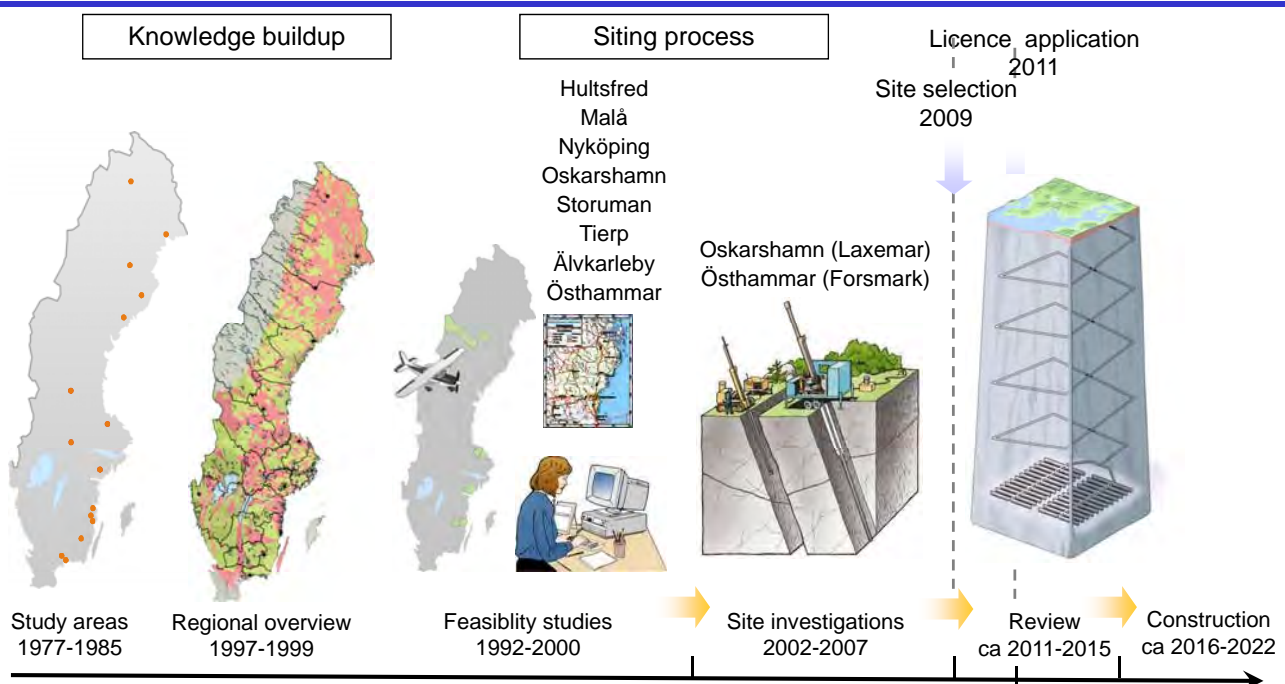 Knowledge buildup
Siting process
Licence application
2011
Site selection
2009
Hultsfred
Malå
Nyköping
Oskarshamn
Storuman
Tierp
Älvkarleby
Östhammar
Oskarshamn (Laxemar)
Östhammar (Forsmark)
Study areas
1977-1985
Regional overview
1997-1999
Feasiblity studies
1992-2000
Site investigations
2002-2007
Review
ca 2011-2015
Construction
ca 2016-2022